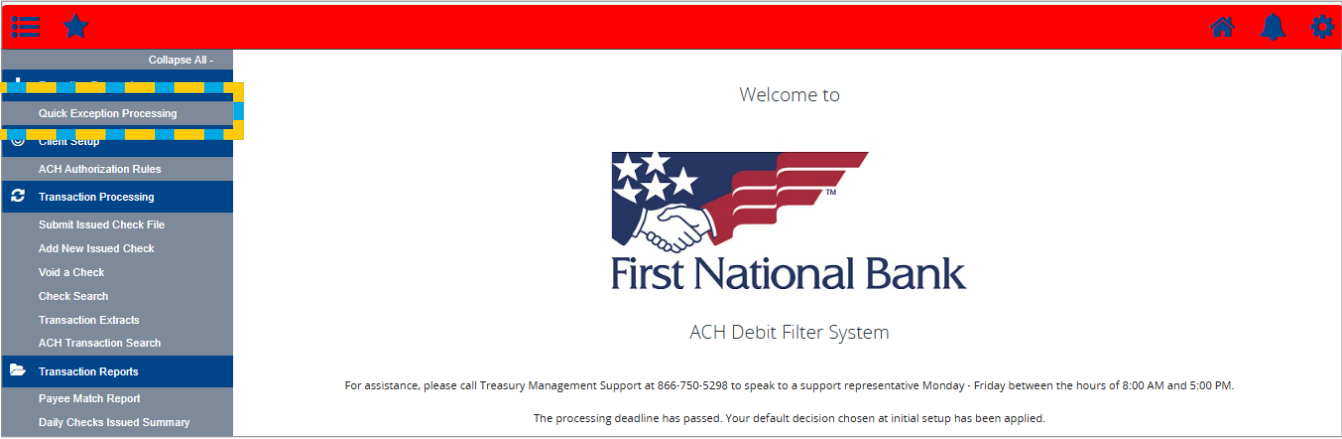 Collapse All -
Quick Exception Processing
Client Setup
ACH Authorization Rules
Transaction Processing
Submit Issued Check File
Add New Issued Check
Void a Check
Check Search
Transaction Extracts
ACH Transaction Search
Transaction Reports
Payee Match Report
Daily Checks Issued Summary
Welcome to
TM
First National Bank
ACH Debit Filter System
For assistance, please call Treasury Management Support at 866-750-5298 to speak to a support representative Monday - Friday between the hours of 8:00 AM and 5:00 PM.
The processing deadline has passed. Your default decision chosen at initial setup has been applied.